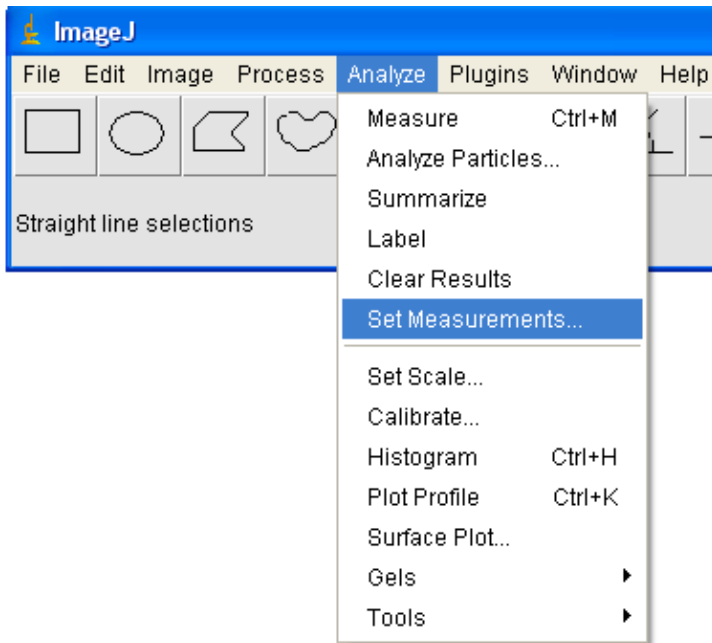 ImageJ
File Edit Image Process Analyze Plugins Window Help
Straight line selections
Measure Ctrl+M
Analyze Particles...
Summarize
Label
Clear Results
Set Measurements...
Set Scale...
Calibrate...
Histogram Ctrl+H
Plot Profile Ctrl+K
Surface Plot...
Gels
Tools